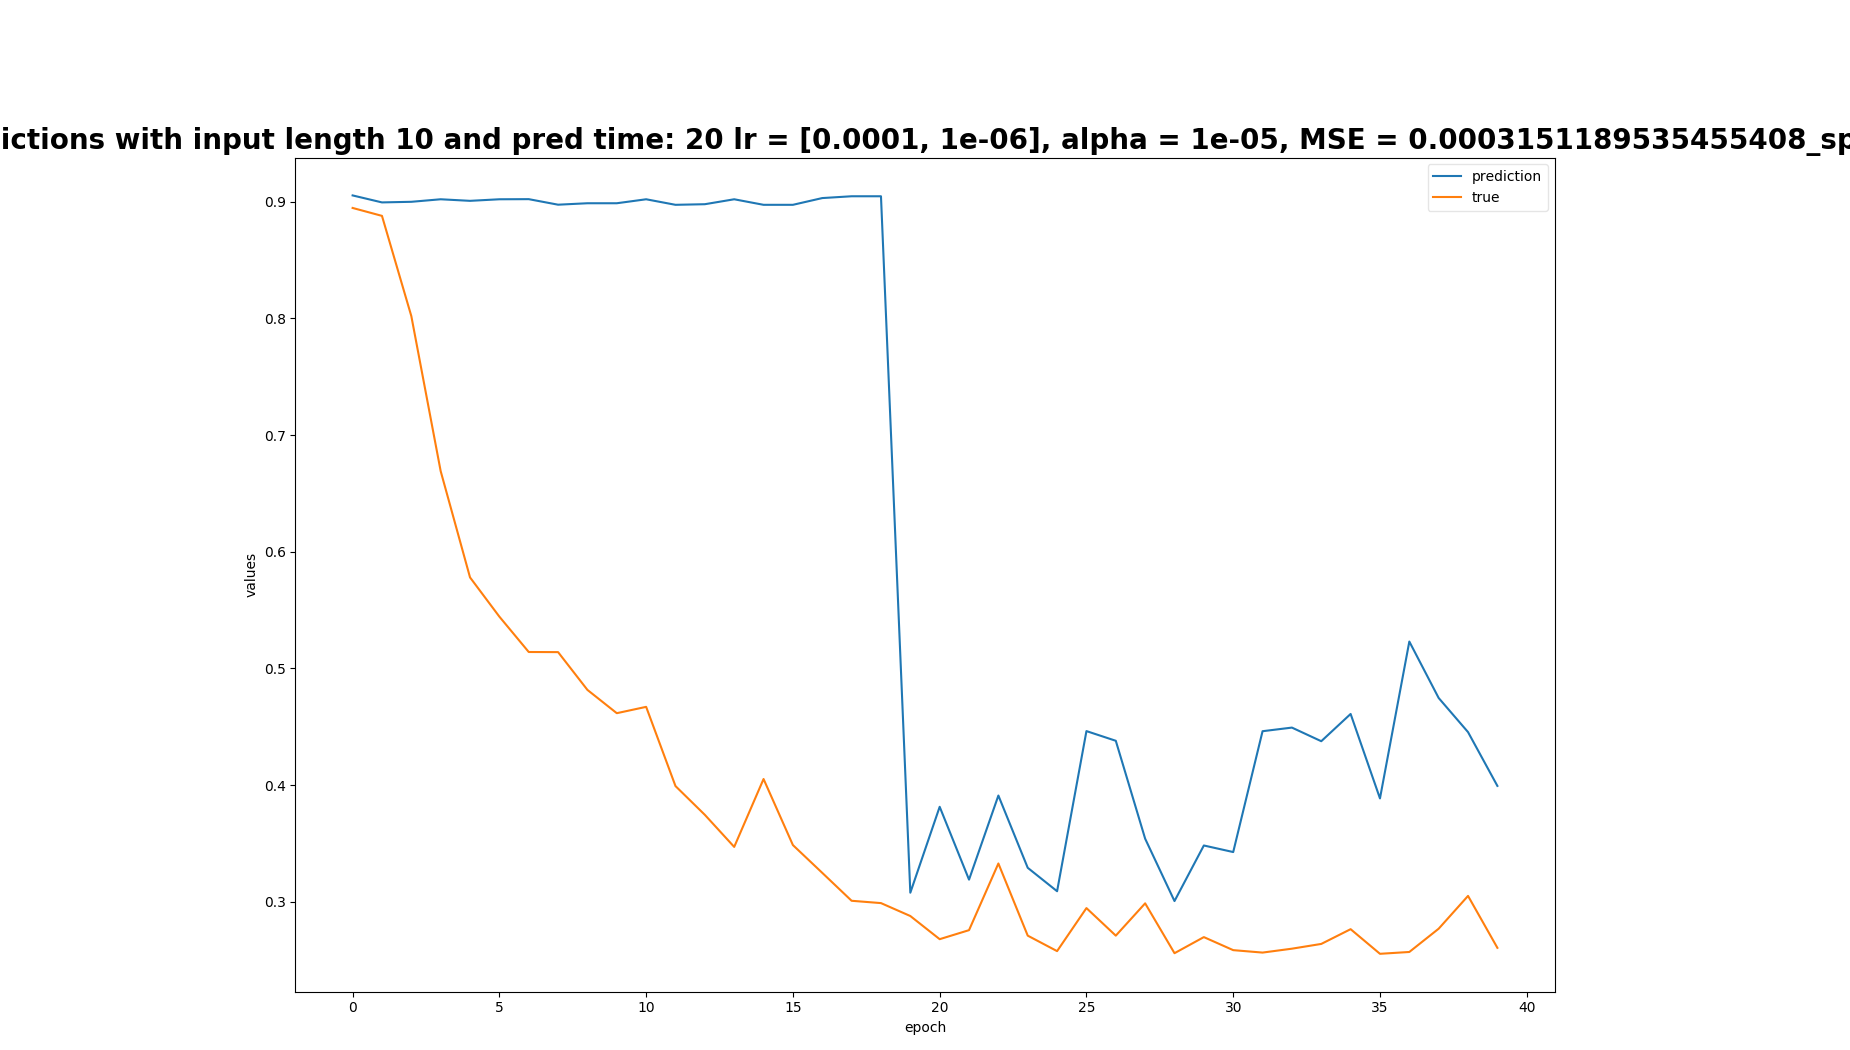 ictions with input length 10 and pred time: 20 lr = [0.0001, 1e-06], alpha = 1e-05, MSE = 0.0003151189535455408_sp
prediction
true
0.9
0.8
0.7
0.6
0.5
0.4
0.3
values
0 5 10 15 20 25 30 35 40
epoch